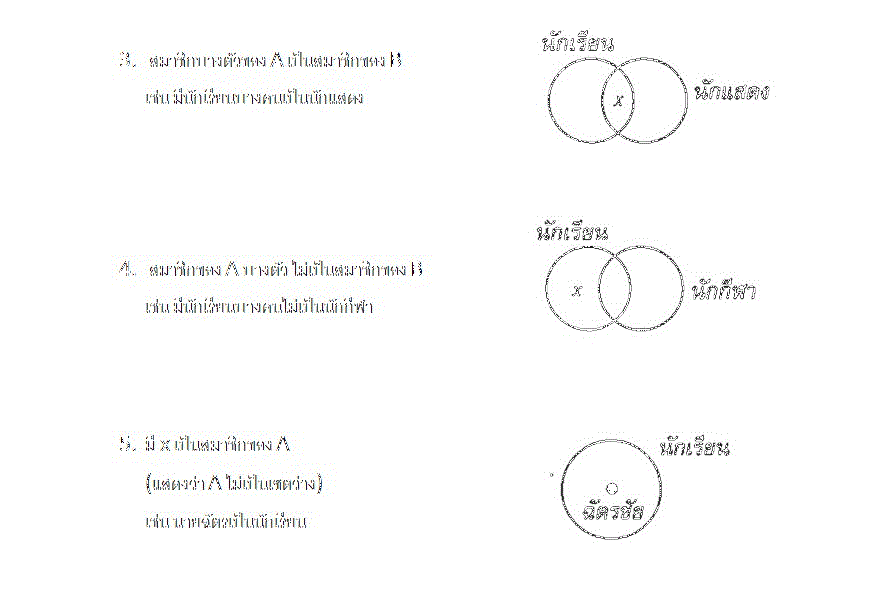 นักเรียน
3. สมาชิกบางตัวของ A เป็นสมาชิกของ B
เช่น มีนักเรียนบางคนเป็นนักแสดง
นักแสดง
x
นักเรียน
4. สมาชิกของ A บางตัว ไม่เป็นสมาชิกของ B
เช่น มีนักเรียนบางคนไม่เป็นนักกีฬา
นักกีฬา
x
5. มี x เป็นสมาชิกของ A
นักเรียน
(แสดงว่า A ไม่เป็นเซตว่าง)
ฉัตรชัย
เช่น นายฉัตรเป็นนักเรียน